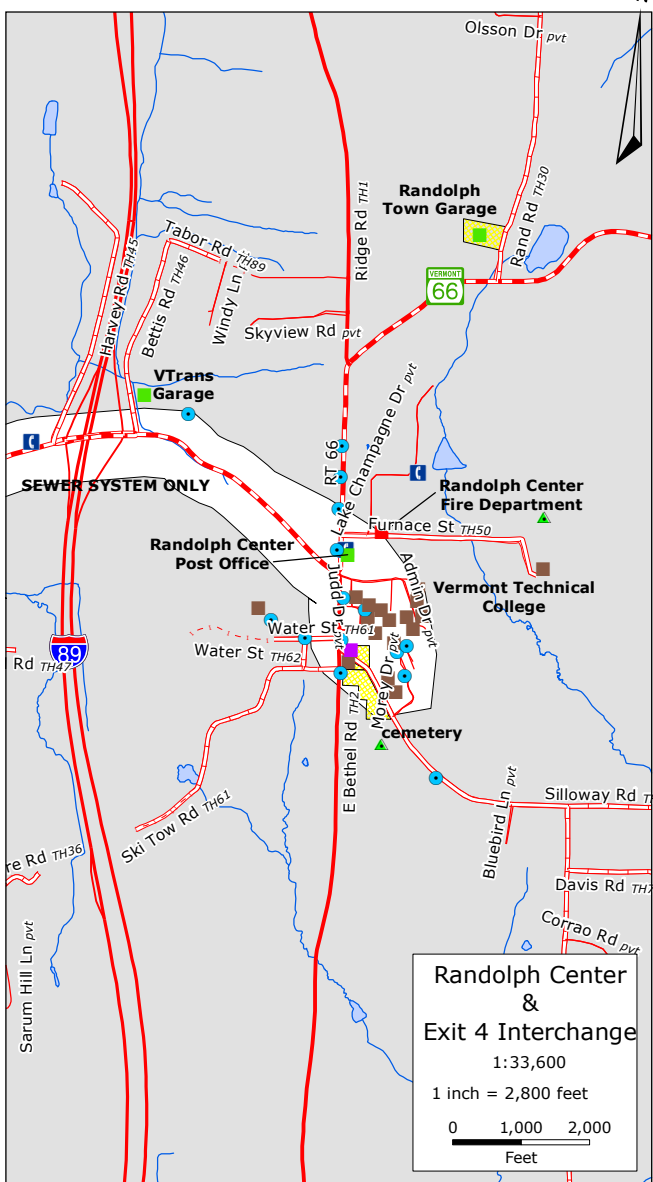 N
Olsson Dr pvt
Randolph
Town Garage
Rand Rd TH30
Ridge Rd TH1
VERMONT
66
Tabor Rd TH89
Harvey Rd TH45
Bettis Rd TH46
Windy Ln
Skyview Rd pvt
VTrans
Garage
Lake Champagne Dr pvt
RT 66
SEWER SYSTEM ONLY
Randolph Center
Fire Department
Furnace St TH50
Randolph Center
Post Office
Judd Dr pvt
Admin Dr pvt
Vermont Technical
College
Water St TH61
Water St TH62
89
Rd TH47
Morey Dr pvt
cemetery
E Bethel Rd TH2
Silloway Rd
Bluebird Ln pvt
Ski Tow Rd TH61
re Rd TH36
Davis Rd TH7
Corrao Rd pvt
Sarum Hill Ln pvt
Randolph Center
&
Exit 4 Interchange
1:33,600
1 inch = 2,800 feet
0 1,000 2,000
Feet